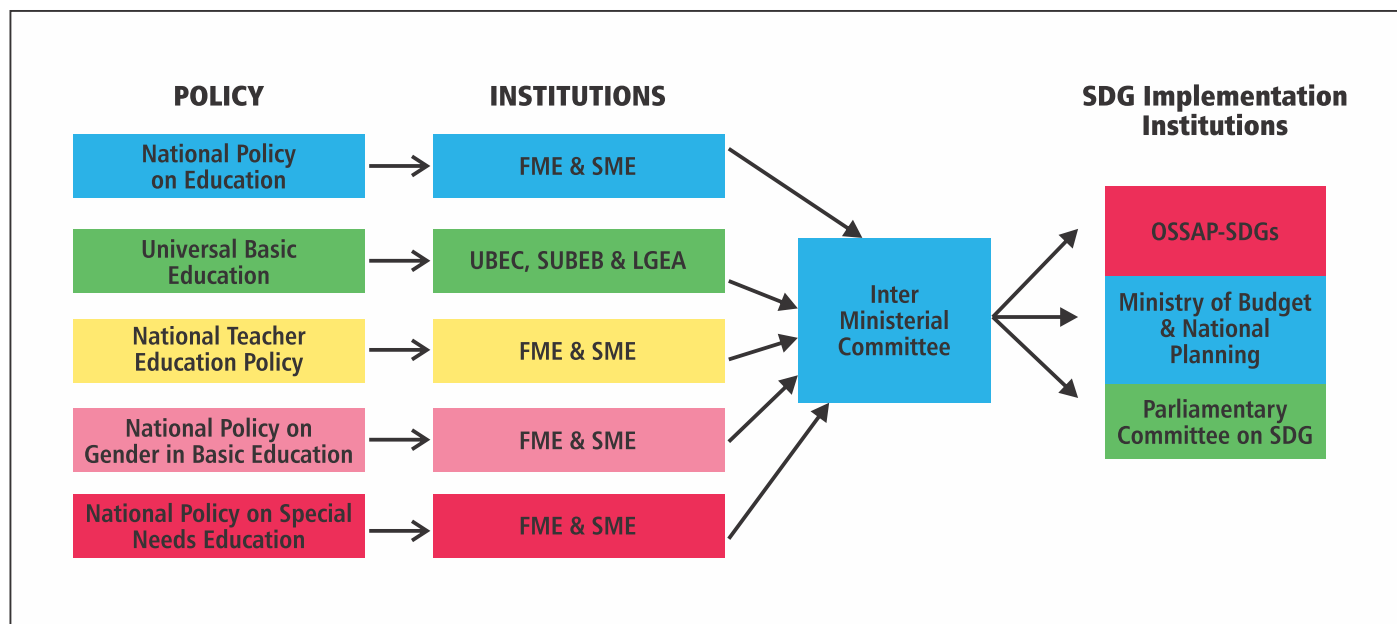 POLICY
INSTITUTIONS
SDG Implementation
Institutions
National Policy
on Education
FME & SME
Universal Basic
Education
UBEC, SUBEB & LGEA
National Teacher
Education Policy
FME & SME
National Policy on
Gender in Basic Education
FME & SME
National Policy on Special
Needs Education
FME & SME
Inter
Ministerial
Committee
OSSAP-SDGs
Ministry of Budget
& National
Planning
Parliamentary
Committee on SDG